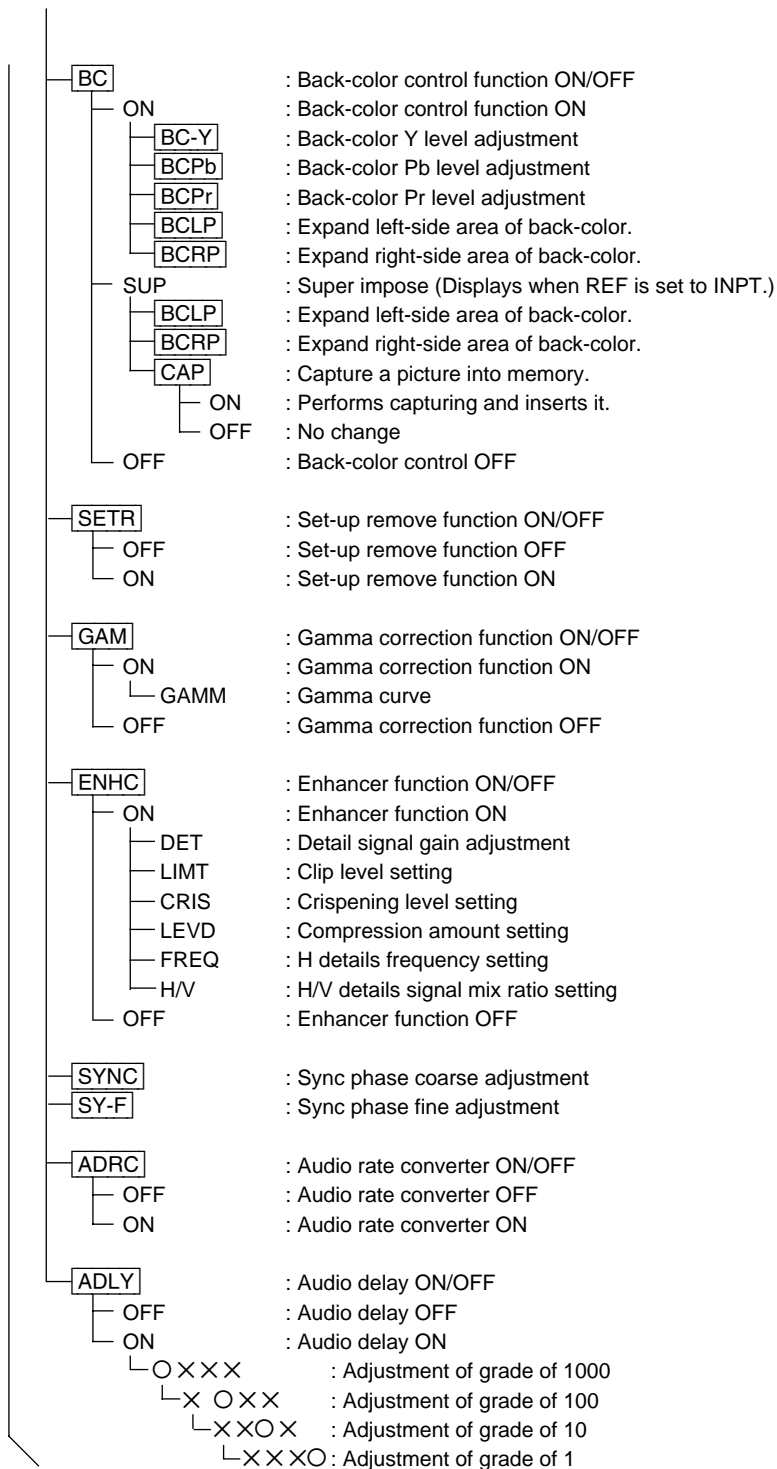 BC : Back-color control function ON/OFF
ON : Back-color control function ON
BC-Y : Back-color Y level adjustment
BCPb : Back-color Pb level adjustment
BCPr : Back-color Pr level adjustment
BCLP : Expand left-side area of back-color.
BCRP : Expand right-side area of back-color.
SUP : Super impose (Displays when REF is set to INPT.)
BCLP : Expand left-side area of back-color.
BCRP : Expand right-side area of back-color.
CAP : Capture a picture into memory.
ON : Performs capturing and inserts it.
OFF : No change
OFF : Back-color control OFF
SETR : Set-up remove function ON/OFF
OFF : Set-up remove function OFF
ON : Set-up remove function ON
GAM : Gamma correction function ON/OFF
ON : Gamma correction function ON
GAMM : Gamma curve
OFF : Gamma correction function OFF
ENHC : Enhancer function ON/OFF
ON : Enhancer function ON
DET : Detail signal gain adjustment
LIMT : Clip level setting
CRIS : Crispening level setting
LEVD : Compression amount setting
FREQ : H details frequency setting
H/V : H/V details signal mix ratio setting
OFF : Enhancer function OFF
SYNC : Sync phase coarse adjustment
SY-F : Sync phase fine adjustment
ADRC : Audio rate converter ON/OFF
OFF : Audio rate converter OFF
ON : Audio rate converter ON
ADLY : Audio delay ON/OFF
OFF : Audio delay OFF
ON : Audio delay ON
○××× : Adjustment of grade of 1000
× ○×× : Adjustment of grade of 100
××○× : Adjustment of grade of 10
×××○ : Adjustment of grade of 1